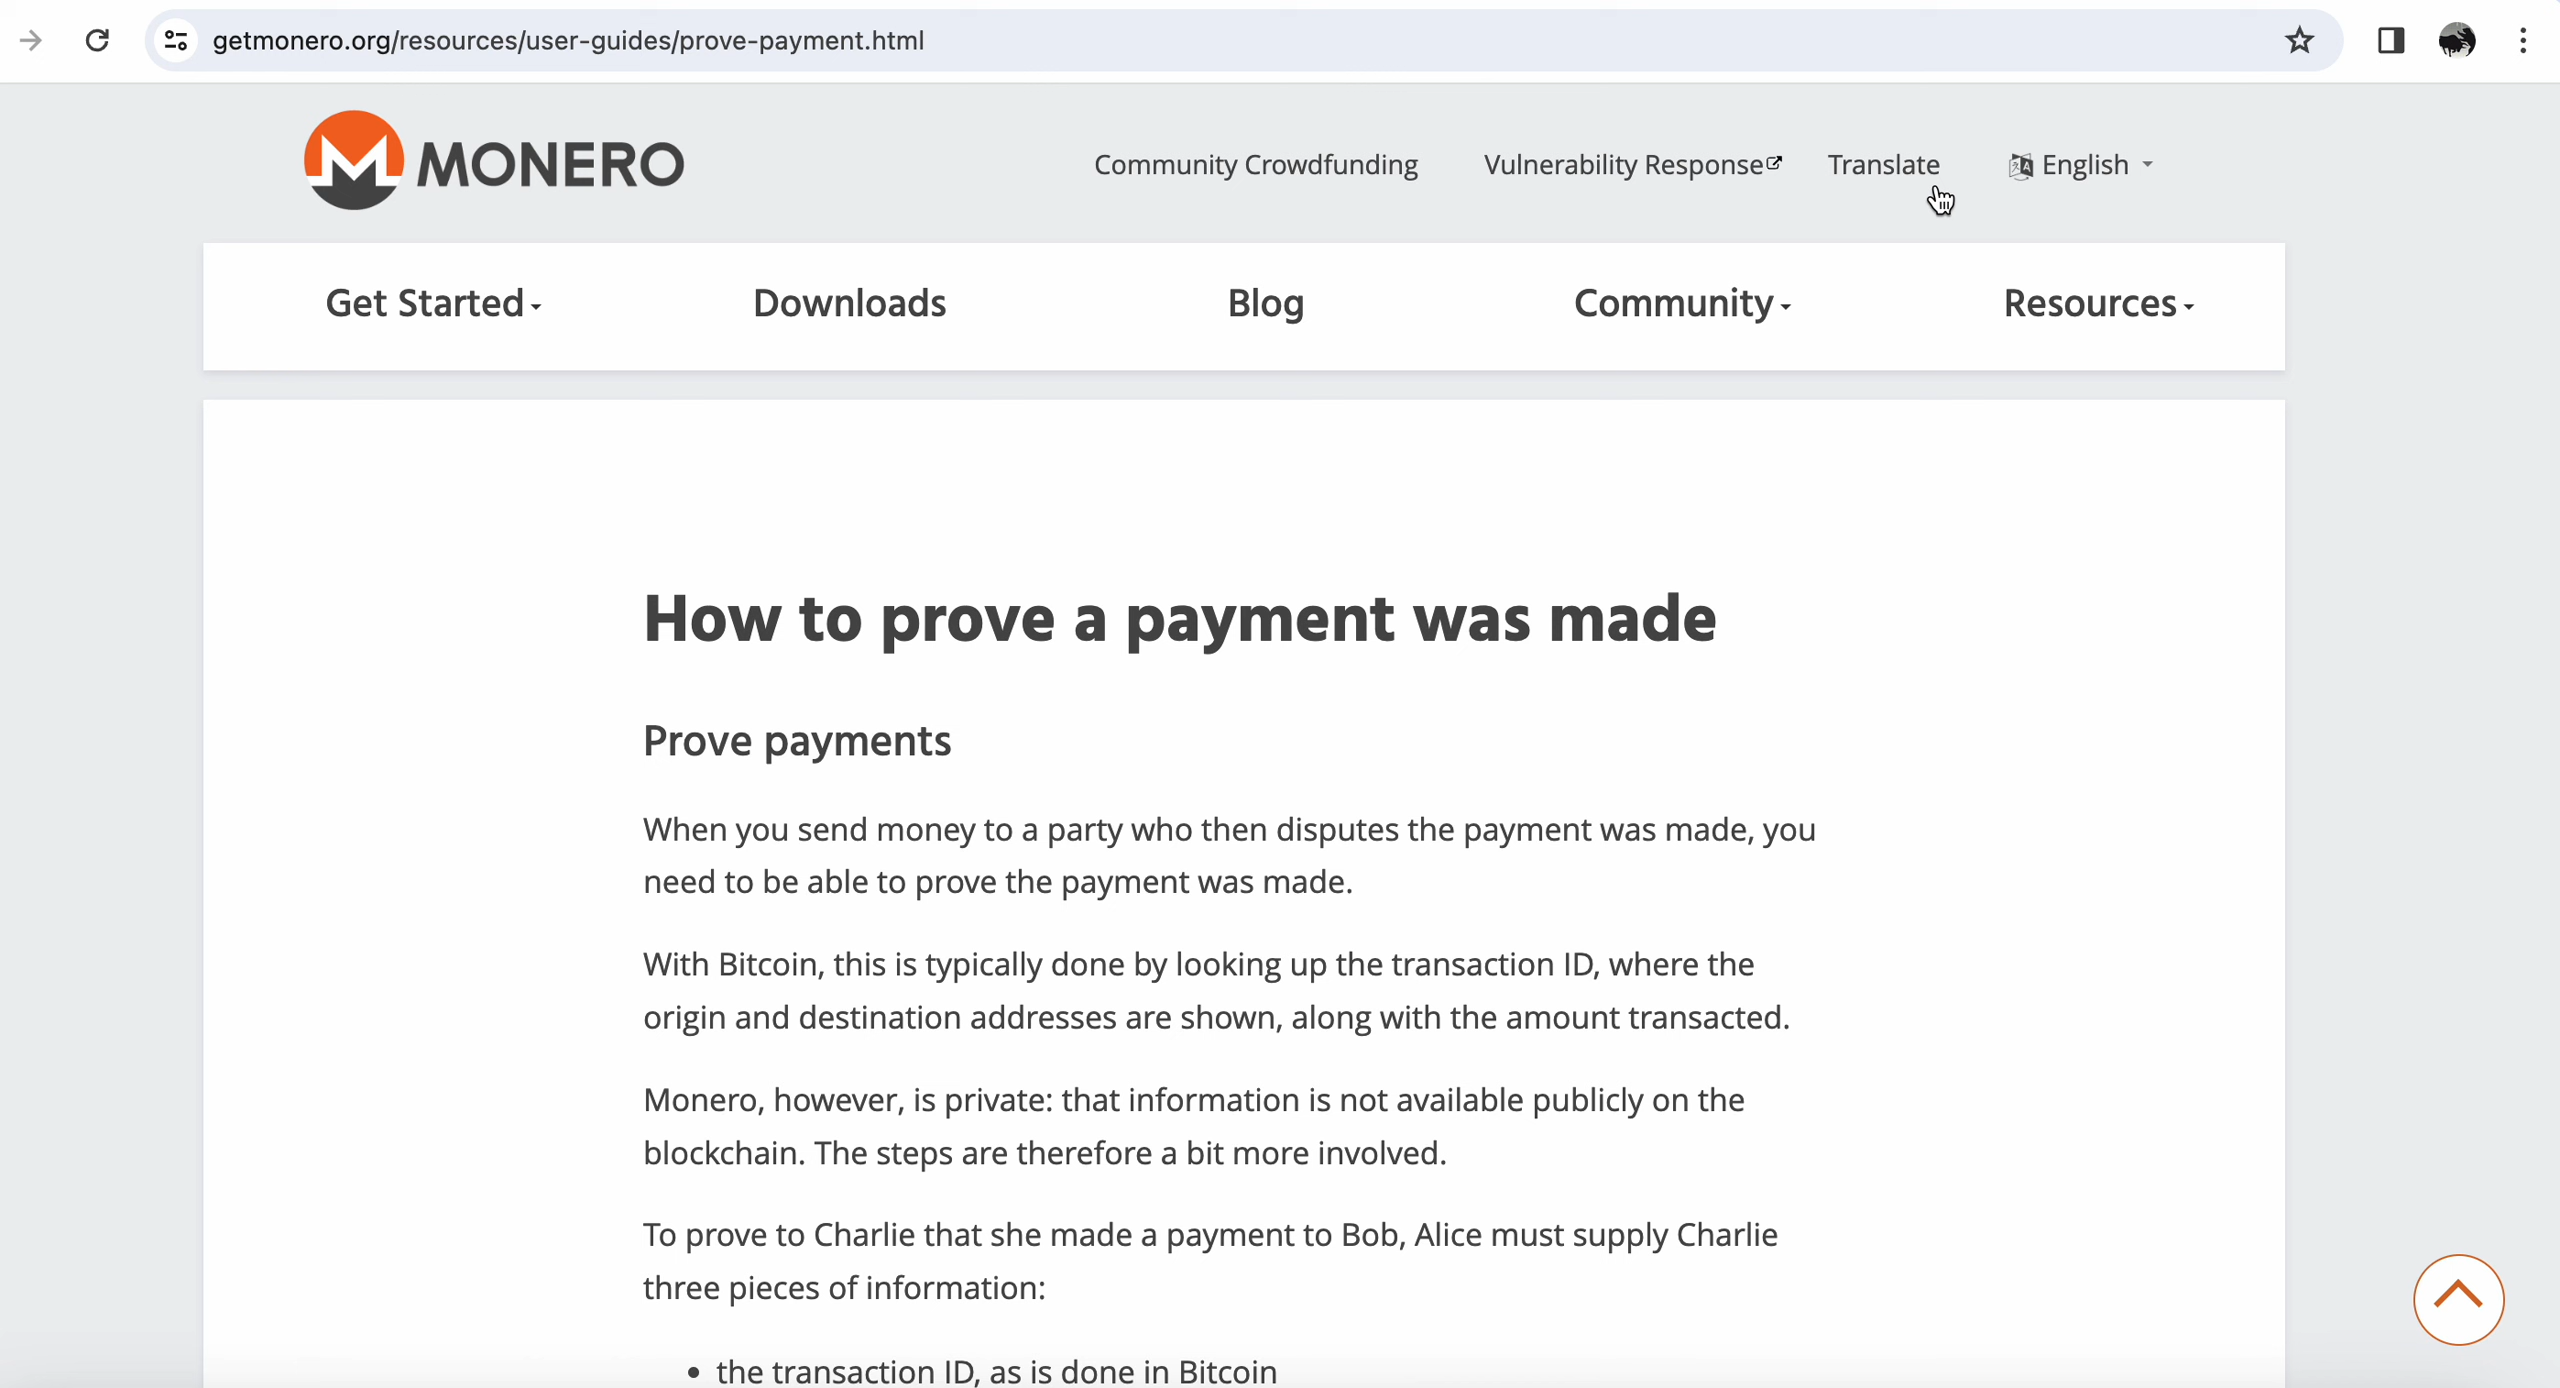 getmonero.org/resources/user-guides/prove-payment.html
MONERO
Community Crowdfunding Vulnerability Response Translate English
Get Started Downloads Blog Community Resources
How to prove a payment was made
Prove payments
When you send money to a party who then disputes the payment was made, you
need to be able to prove the payment was made.
With Bitcoin, this is typically done by looking up the transaction ID, where the
origin and destination addresses are shown, along with the amount transacted.
Monero, however, is private: that information is not available publicly on the
blockchain. The steps are therefore a bit more involved.
To prove to Charlie that she made a payment to Bob, Alice must supply Charlie
three pieces of information:
• the transaction ID, as is done in Bitcoin